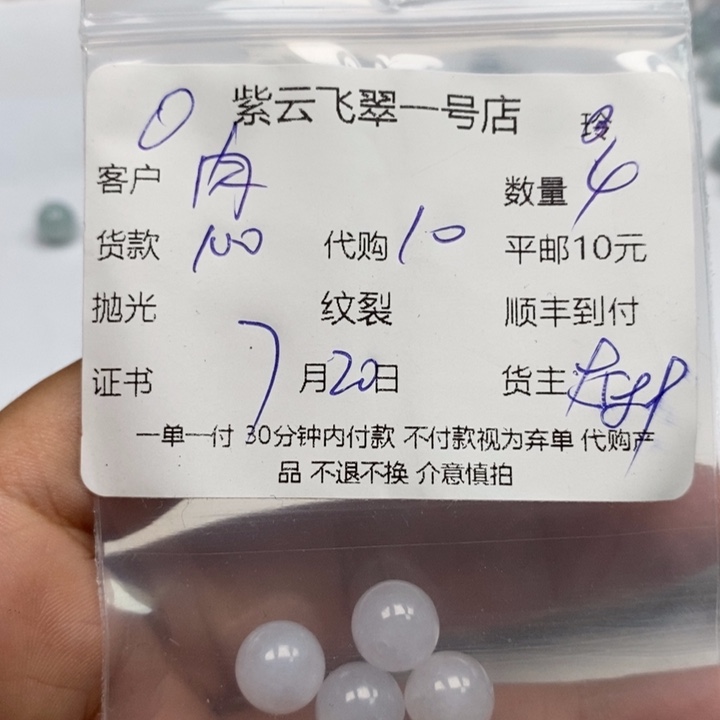 紫云飞翠一号店
0 玲
客户 肉 数量 4
货款 100 代购 10 平邮10元
抛光 纹裂 顺丰到付
证书 7月20日 货主
一单一付 30分钟内付款 不付款视为弃单 代购产
品 不退不换 介意慎拍